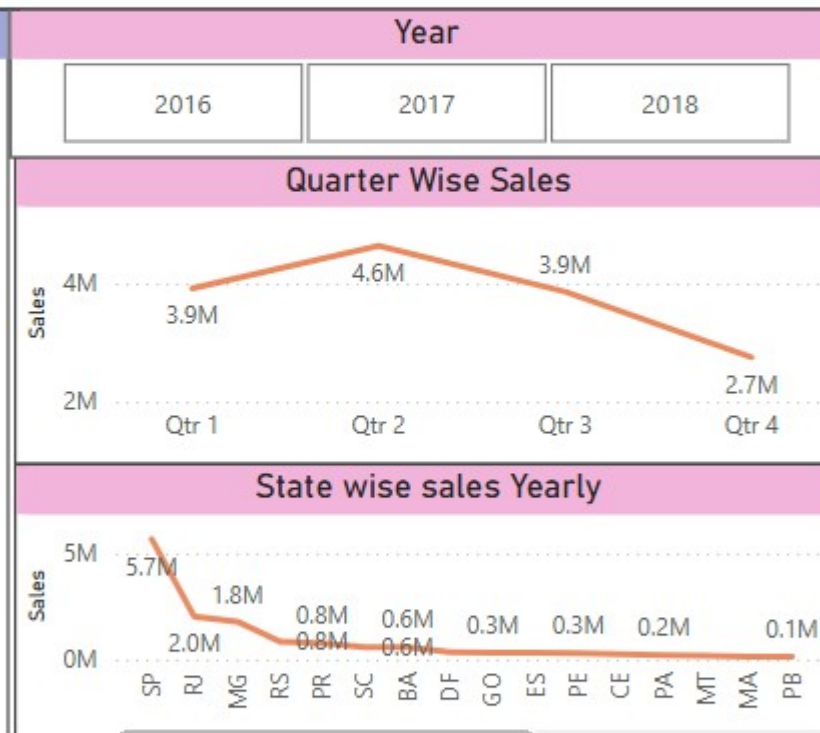 Year
2016 2017 2018
Quarter Wise Sales
Sales
4M
2M
3.9M
4.6M
3.9M
2.7M
Qtr 1 Qtr 2 Qtr 3 Qtr 4
State wise sales Yearly
Sales
5M
0M
5.7M
2.0M
1.8M
0.8M
0.8M
0.6M
0.6M
0.3M
0.3M
0.2M
0.1M
SP RJ MG RS PR SC BA DF GO ES PE CE PA MT MA PB